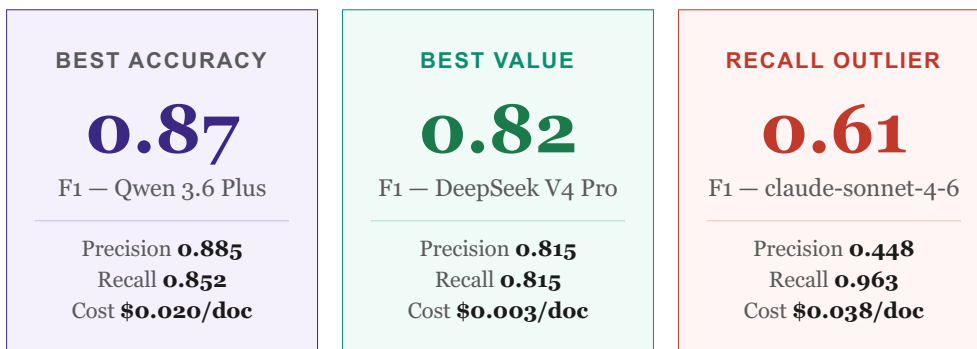 BEST ACCURACY
0.87
F1 — Qwen 3.6 Plus
Precision 0.885
Recall 0.852
Cost $0.020/doc
BEST VALUE
0.82
F1 — DeepSeek V4 Pro
Precision 0.815
Recall 0.815
Cost $0.003/doc
RECALL OUTLIER
0.61
F1 — claude-sonnet-4-6
Precision 0.448
Recall 0.963
Cost $0.038/doc